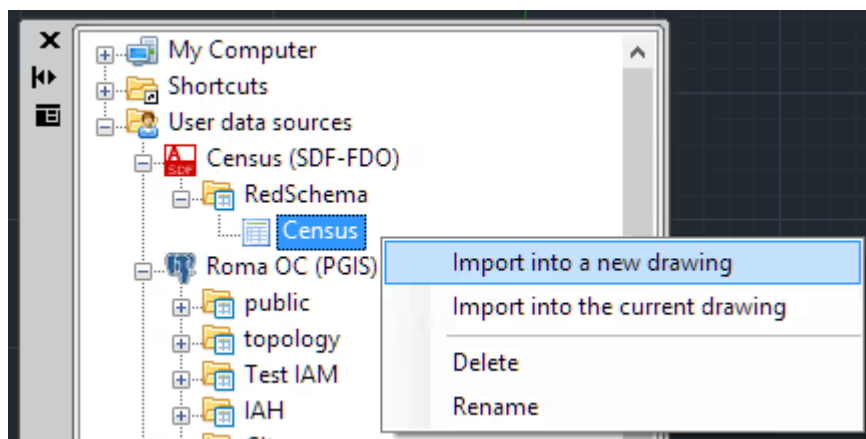 My Computer
Shortcuts
User data sources
Census (SDF-FDO)
RedSchema
Census
Import into a new drawing
Roma OC (PGIS)
public
Import into the current drawing
topology
Test IAM
Delete
IAH
Rename